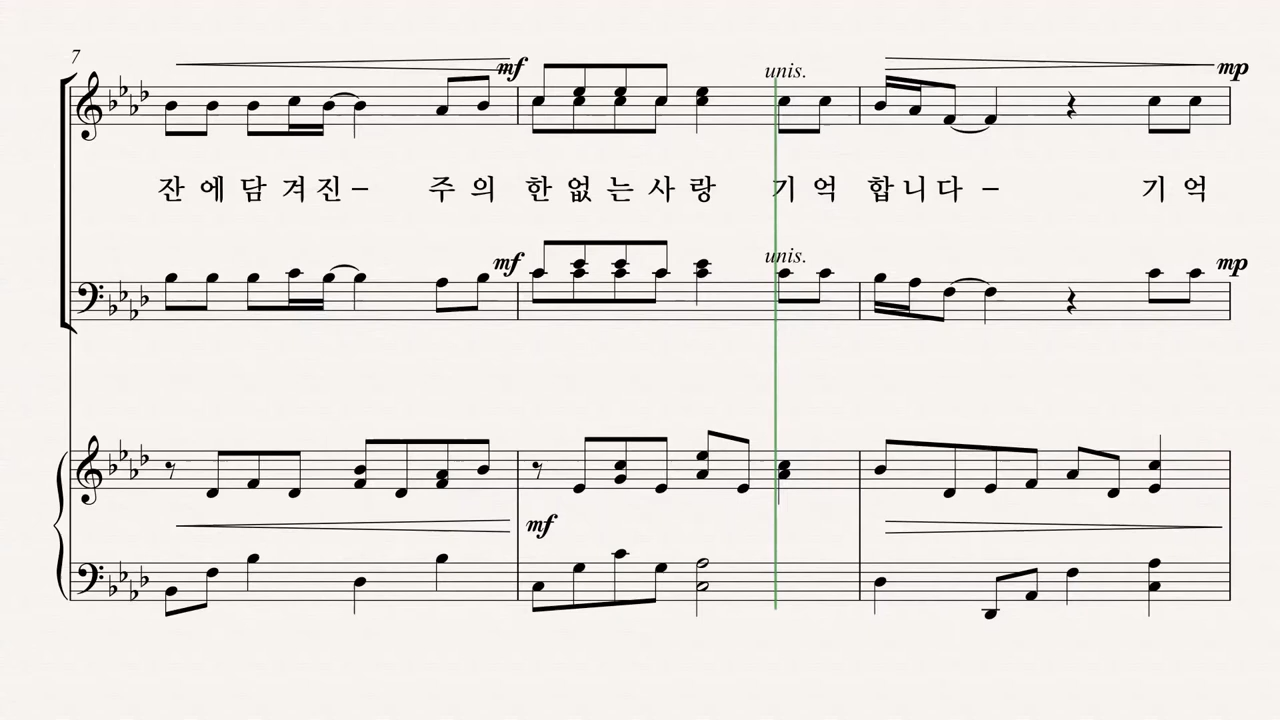 7
mf
unis.
mp
잔 에 담 겨 진 – 주 의 한 없 는 사 랑 기 억 합 니 다 – 기 억
mf
unis.
mp
mf